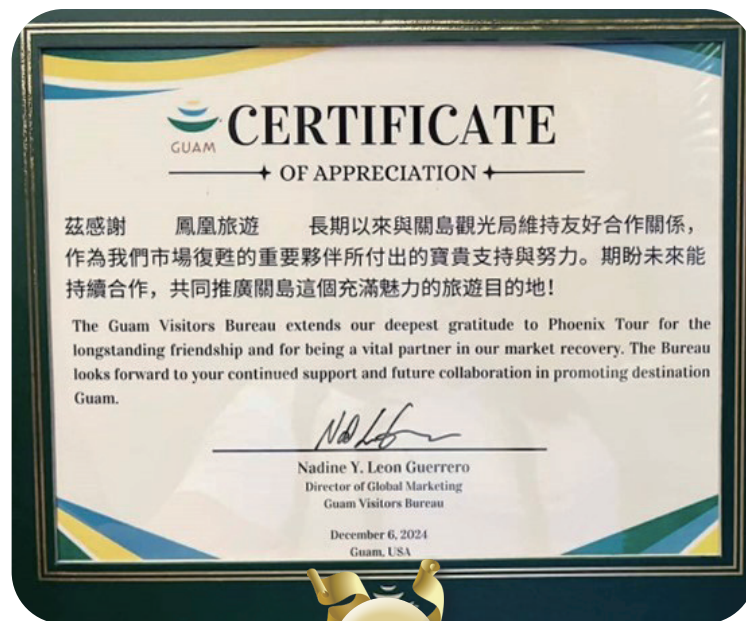 GUAM
CERTIFICATE
OF APPRECIATION
茲感謝 鳳凰旅遊 長期以來與關島觀光局維持友好合作關係，
作為我們市場復甦的重要夥伴所付出的寶貴支持與努力。期盼未來能
持續合作，共同推廣關島這個充滿魅力的旅遊目的地！
The Guam Visitors Bureau extends our deepest gratitude to Phoenix Tour for the
longstanding friendship and for being a vital partner in our market recovery. The Bureau
looks forward to your continued support and future collaboration in promoting destination
Guam.
Nadine Y. Leon Guerrero
Director of Global Marketing
Guam Visitors Bureau
December 6, 2024
Guam, USA